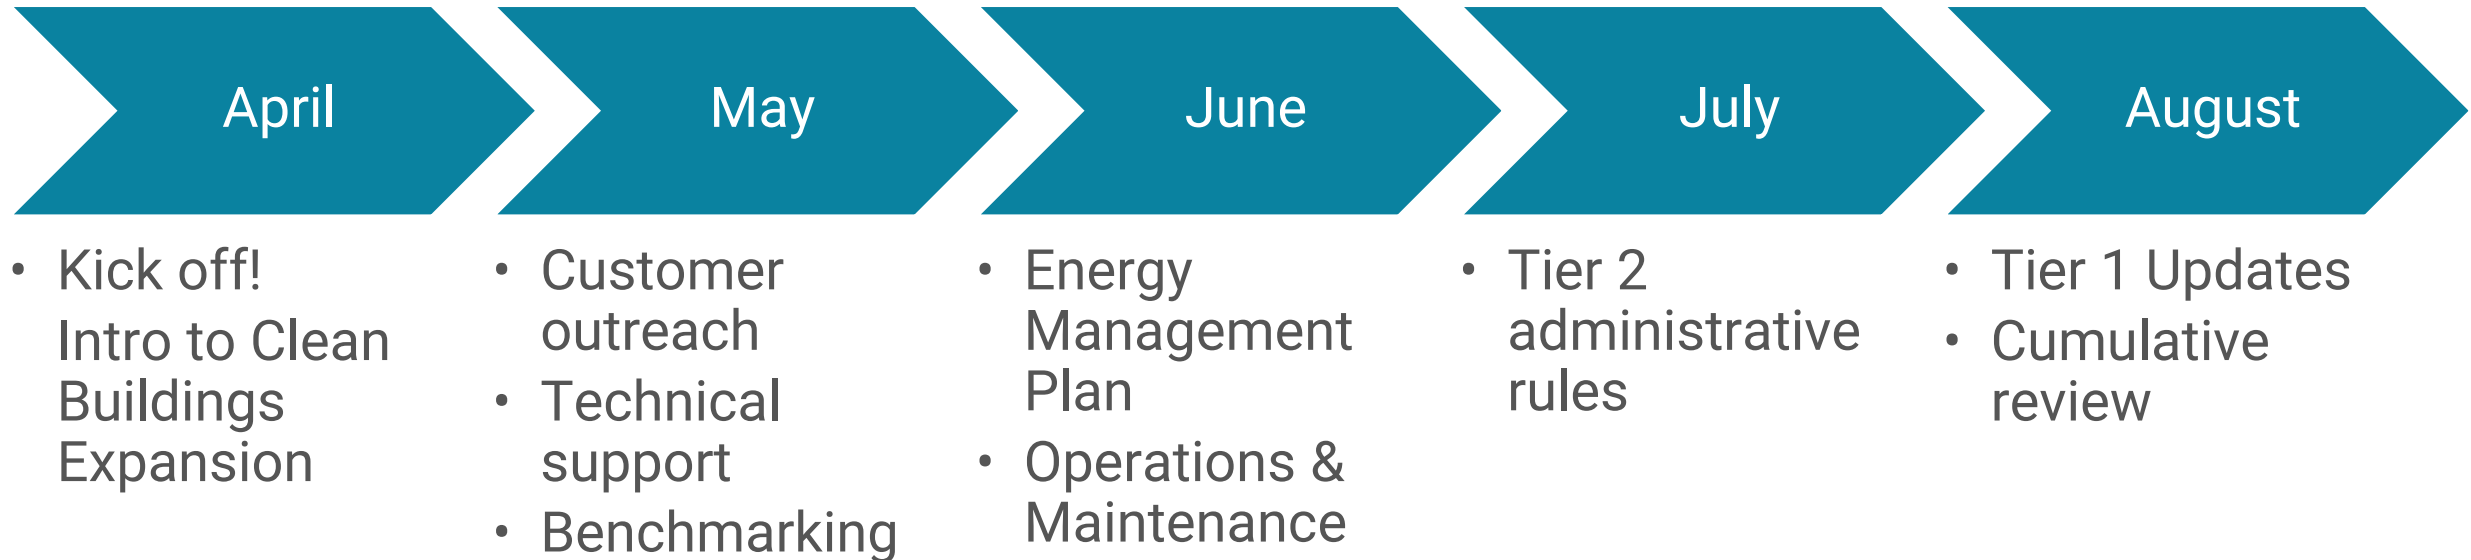 April
• Kick off!
Intro to Clean
Buildings
Expansion
May
• Customer
outreach
• Technical
support
• Benchmarking
June
• Energy
Management
Plan
• Operations &
Maintenance
July
• Tier 2
administrative
rules
August
• Tier 1 Updates
• Cumulative
review